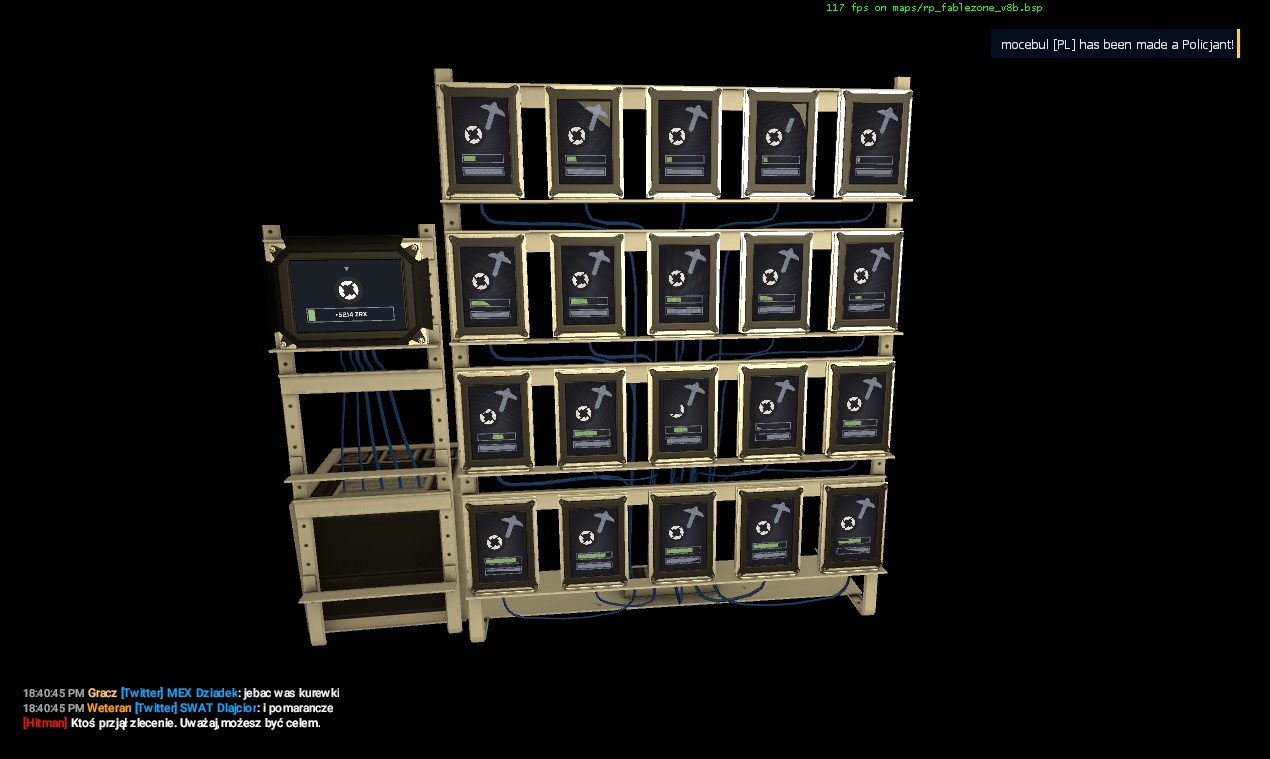 117 fps on maps/rp_fablezone_v8b.bsp
mocebul [PL] has been made a Policjant!
+5214 ZRX
18:40:45 PM Gracz [Twitter] MEX Dziadek: jebac was kurewki
18:40:45 PM Weteran [Twitter] SWAT Dlajcior: i pomarancze
[Hitman] Ktoś przjął zlecenie. Uważaj,możesz być celem.